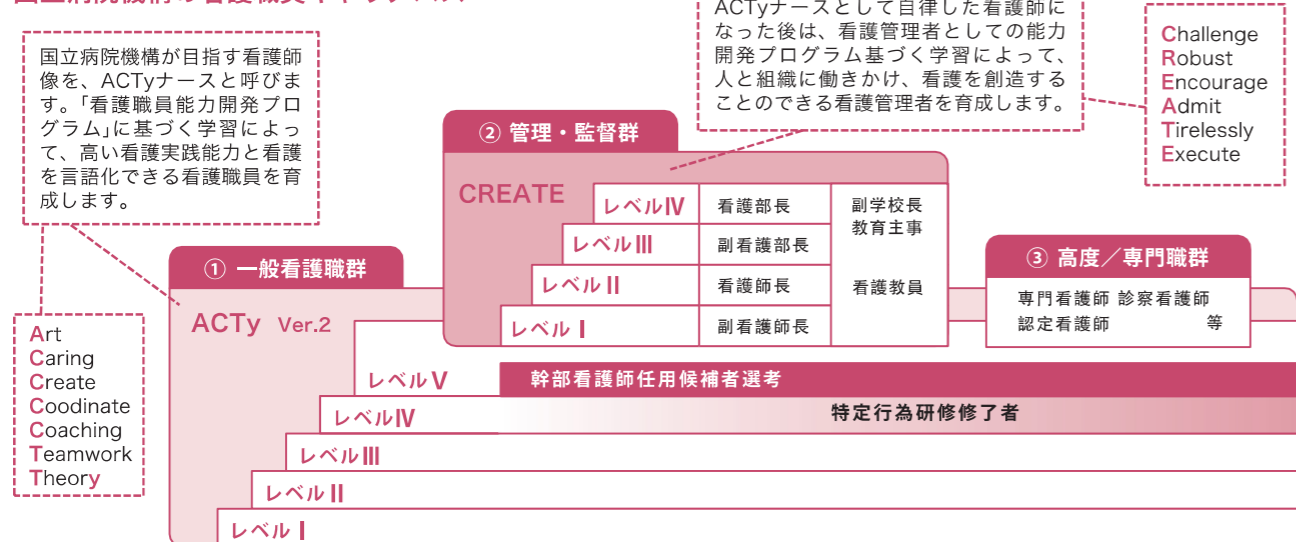 ACTyナースとして自律した看護師に
なった後は、看護管理者としての能力
開発プログラム基づく学習によって、
人と組織に働きかけ、看護を創造する
ことのできる看護管理者を育成します。
Challenge
Robust
Encourage
Admit
Tirelessly
Execute
国立病院機構が目指す看護師
像を、ACTyナースと呼びま
す。「看護職員能力開発プロ
グラム」に基づく学習によっ
て、高い看護実践能力と看護
を言語化できる看護職員を育
成します。
② 管理・監督群
CREATE
レベルⅣ 看護部長 副学校長
教育主事
レベルⅢ 副看護部長
レベルⅡ 看護師長 看護教員
レベルⅠ 副看護師長
③ 高度／専門職群
専門看護師 診察看護師
認定看護師 等
① 一般看護職群
ACTy Ver.2
Art
Caring
Create
Coodinate
Coaching
Teamwork
Theory
レベルⅤ 幹部看護師任用候補者選考
レベルⅣ 特定行為研修修了者
レベルⅢ
レベルⅡ
レベルⅠ